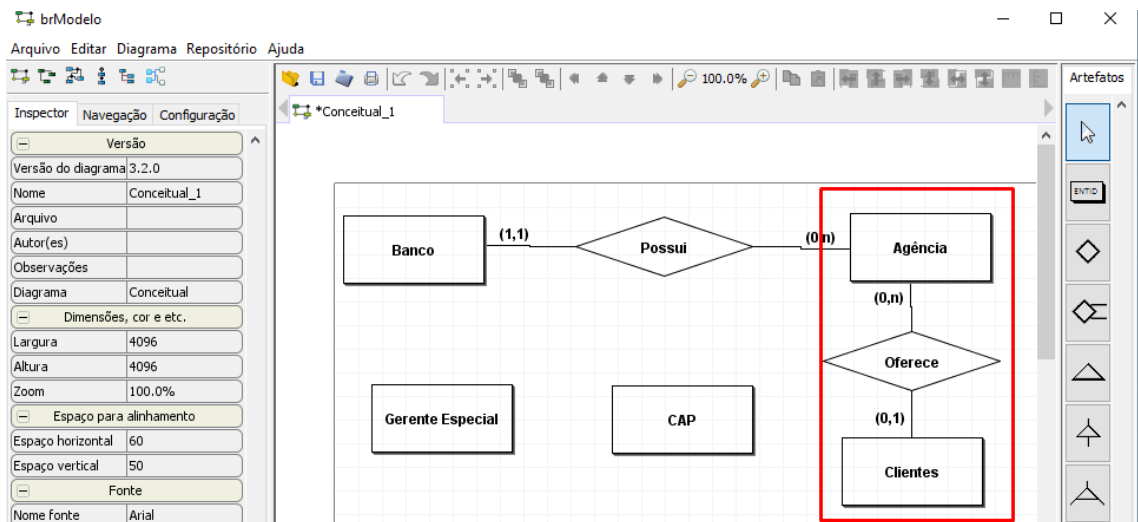 brModelo
Arquivo Editar Diagrama Repositório Ajuda
100.0%
Artefatos
Inspector Navegação Configuração
*Conceitual_1
Versão
Versão do diagrama 3.2.0
Nome Conceitual_1
Arquivo
Autor(es)
Observações
Diagrama Conceitual
Dimensões, cor e etc.
Largura 4096
Altura 4096
Zoom 100.0%
Espaço para alinhamento
Espaço horizontal 60
Espaço vertical 50
Fonte
Nome fonte Arial
Banco
(1,1)
Possui
(0,n)
Agência
(0,n)
Oferece
(0,1)
Clientes
Gerente Especial
CAP
ENTID